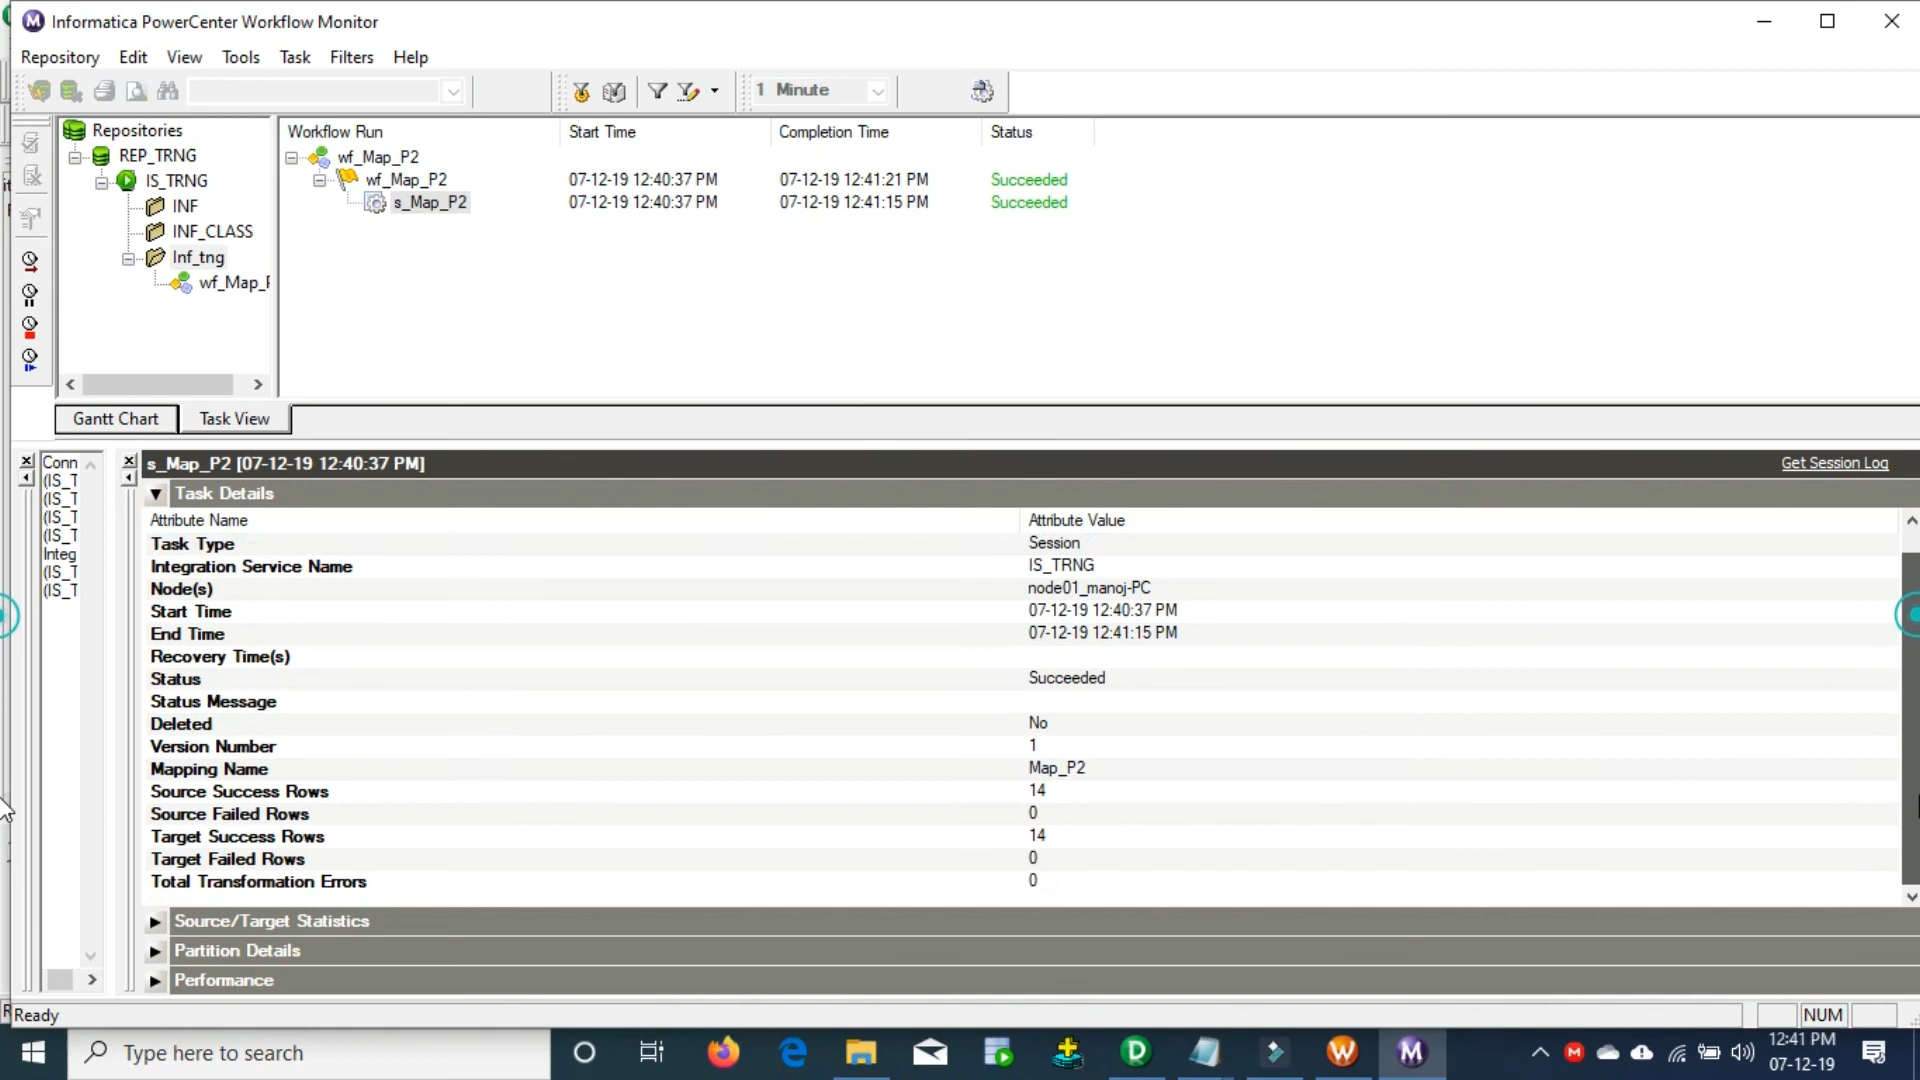 Informatica PowerCenter Workflow Monitor
Repository Edit View Tools Task Filters Help
1 Minute
Repositories
REP_TRNG
IS_TRNG
INF
INF_CLASS
Inf_tng
wf_Map_P
Workflow Run Start Time Completion Time Status
wf_Map_P2
wf_Map_P2 07-12-19 12:40:37 PM 07-12-19 12:41:21 PM Succeeded
s_Map_P2 07-12-19 12:40:37 PM 07-12-19 12:41:15 PM Succeeded
Gantt Chart Task View
Conn
(IS_T
(IS_T
(IS_T
(IS_T
Integ
(IS_T
(IS_T
s_Map_P2 [07-12-19 12:40:37 PM] Get Session Log
Task Details
Attribute Name Attribute Value
Task Type Session
Integration Service Name IS_TRNG
Node(s) node01_manoj-PC
Start Time 07-12-19 12:40:37 PM
End Time 07-12-19 12:41:15 PM
Recovery Time(s)
Status Succeeded
Status Message
Deleted No
Version Number 1
Mapping Name Map_P2
Source Success Rows 14
Source Failed Rows 0
Target Success Rows 14
Target Failed Rows 0
Total Transformation Errors 0
Source/Target Statistics
Partition Details
Performance
Ready NUM
Type here to search
12:41 PM
07-12-19